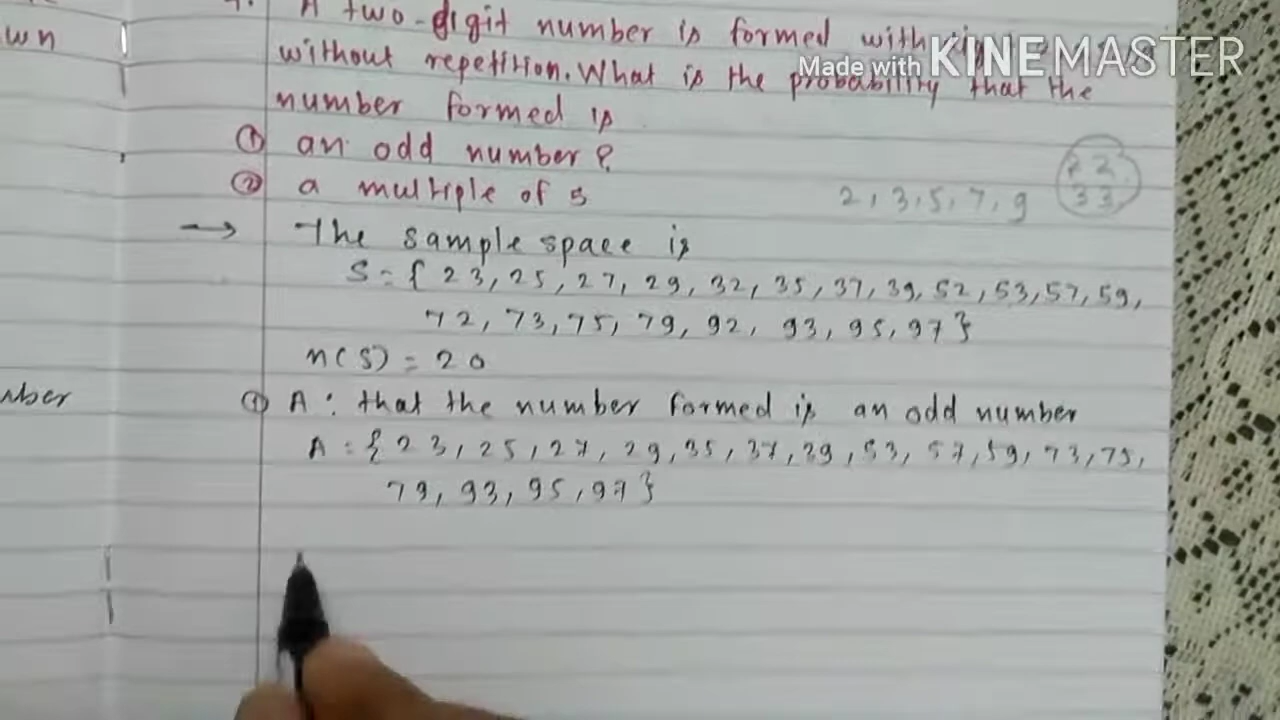 wn
A two-digit number is formed with
Made with KINEMASTER
without repetition. What is the probability that the
number formed is
① an odd number?
② a multiple of 5
2, 3, 5, 7, 9
22
33
→ The sample space is
S = { 23, 25, 27, 29, 32, 35, 37, 39, 52, 53, 57, 59,
72, 73, 75, 79, 92, 93, 95, 97 }
n(S) = 20
mber
① A : that the number formed is an odd number
A = { 23, 25, 27, 29, 35, 37, 39, 53, 57, 59, 73, 75,
79, 93, 95, 97 }